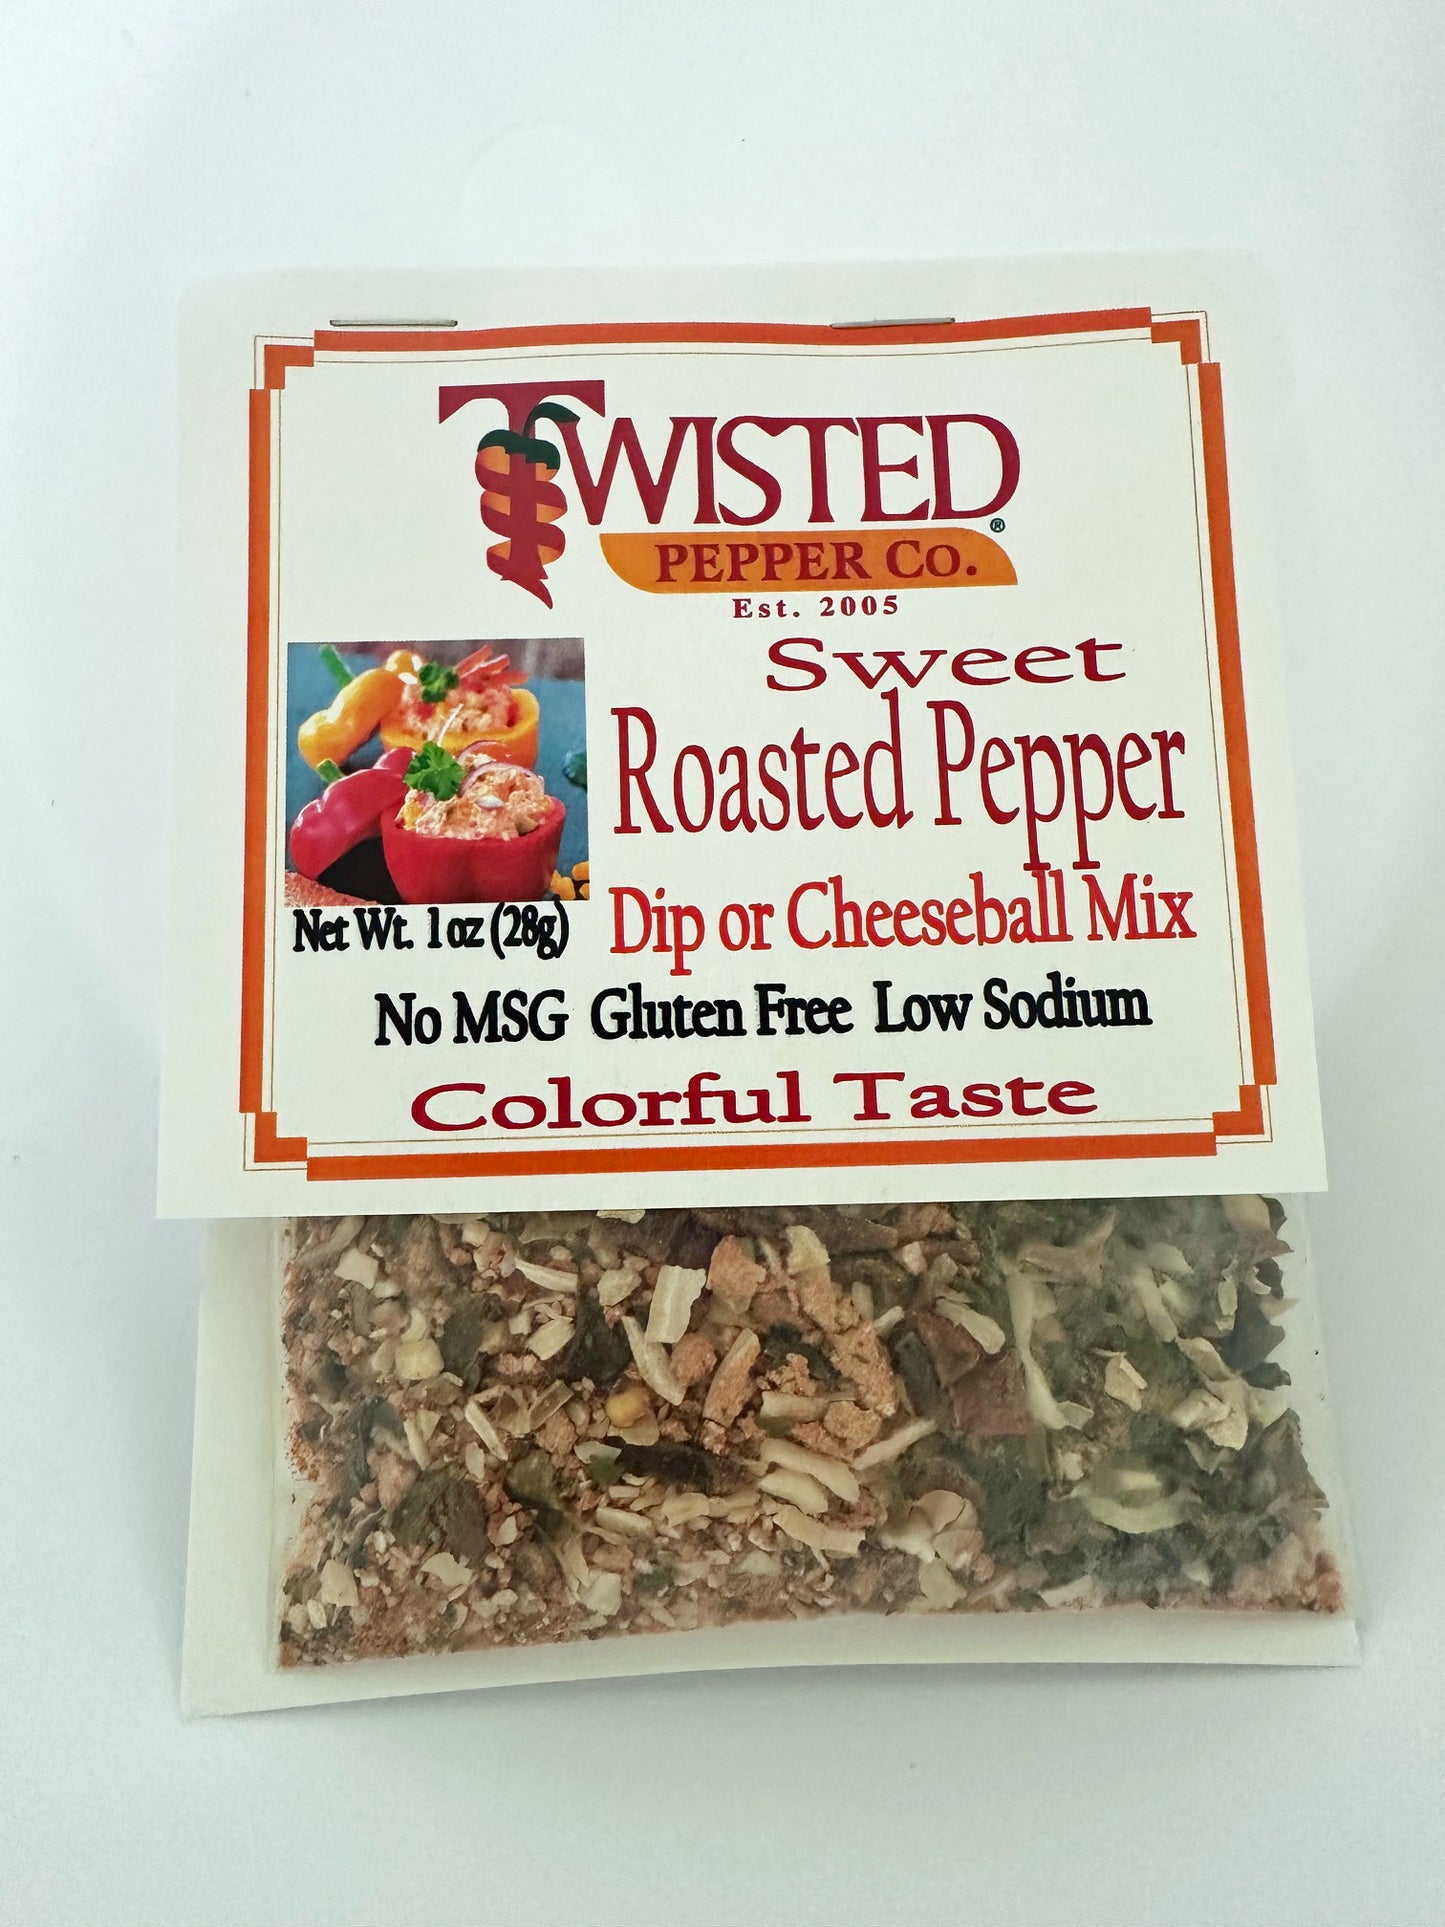 TWISTED
PEPPER CO.®
Est. 2005
Sweet
Roasted Pepper
Dip or Cheeseball Mix
Net Wt. 1oz (28g)
No MSG Gluten Free Low Sodium
Colorful Taste